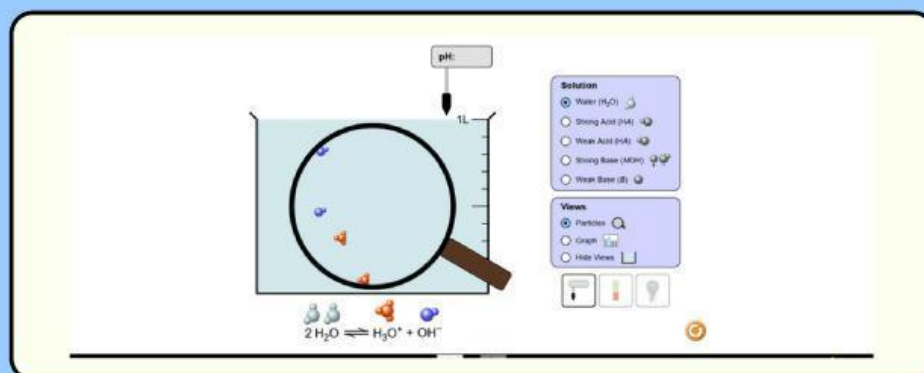 pH:
1L
Solution
Water (H₂O)
Strong Acid (HA)
Weak Acid (HA)
Strong Base (MOH)
Weak Base (B)
Views
Particles
Graph
Hide Views
2 H₂O ⇌ H₃O⁺ + OH⁻